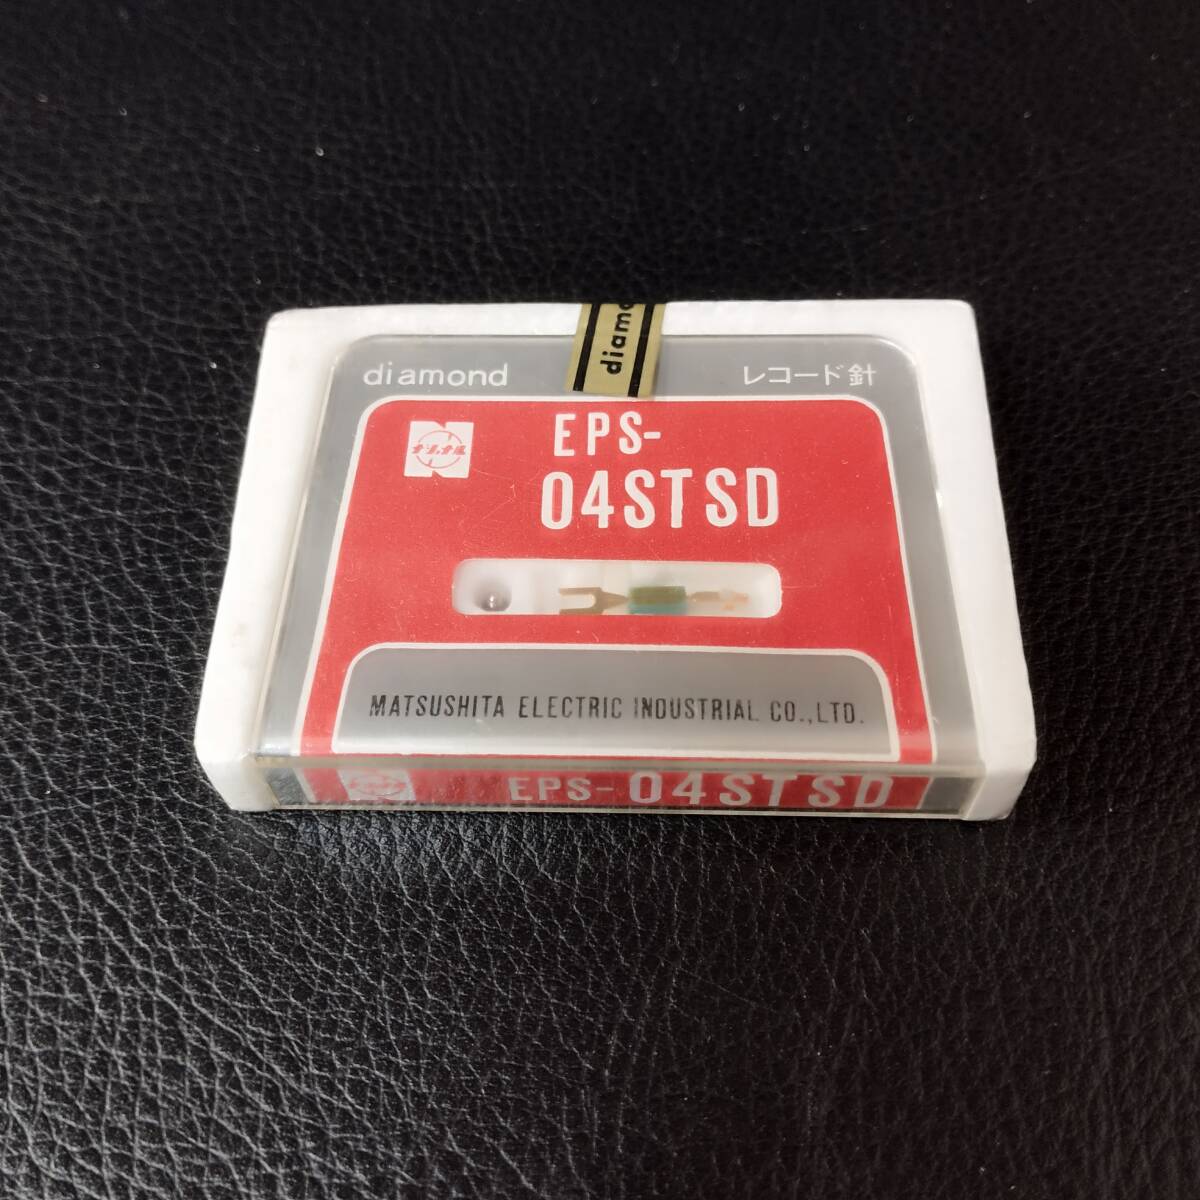 diamo
diamond レコード針
ナショナル
EPS-
04STSD
MATSUSHITA ELECTRIC INDUSTRIAL CO.,LTD.
EPS-04STSD